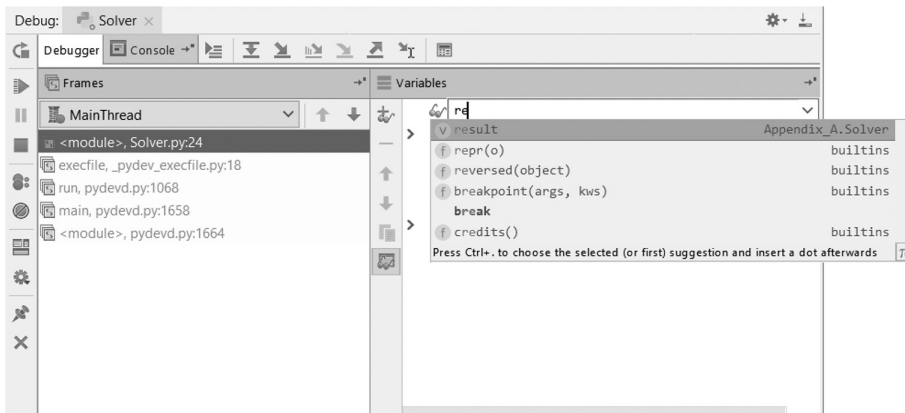 Debug: Solver
Debugger Console
Frames
Variables
MainThread
<module>, Solver.py:24
execfile, _pydev_execfile.py:18
run, pydevd.py:1068
main, pydevd.py:1658
<module>, pydevd.py:1664
re
v result Appendix_A.Solver
f repr(o) builtins
f reversed(object) builtins
f breakpoint(args, kws) builtins
break
f credits() builtins
Press Ctrl+. to choose the selected (or first) suggestion and insert a dot afterwards π